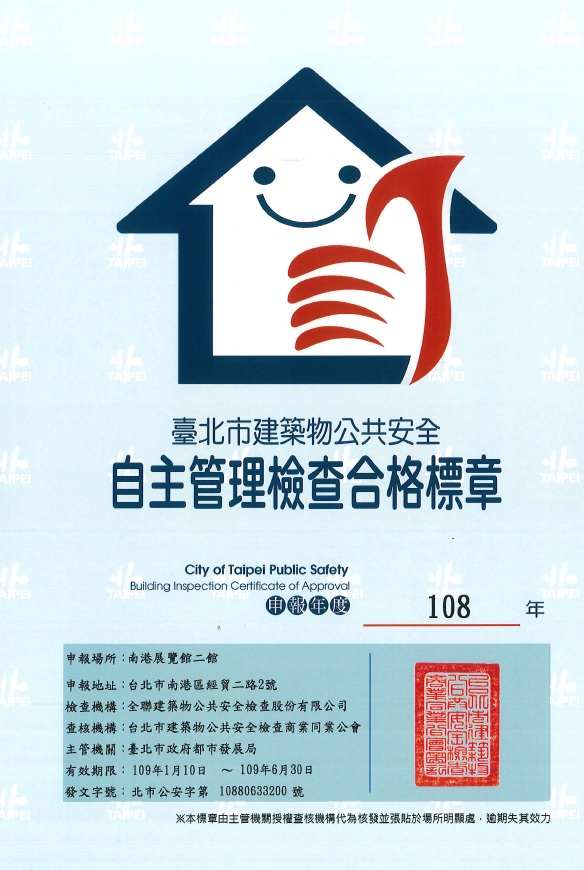 臺北市建築物公共安全
自主管理檢查合格標章
City of Taipei Public Safety
Building Inspection Certificate of Approval
申報年度 108 年
申報場所：南港展覽館二館
申報地址：台北市南港區經貿二路2號
檢查機構：全聯建築物公共安全檢查股份有限公司
查核機構：台北市建築物公共安全檢查商業同業公會
主管機關：臺北市政府都市發展局
有效期限：109年1月10日 ～109年6月30日
發文字號：北市公安字第 10880633200 號
※本標章由主管機關授權查核機構代為核發並張貼於場所明顯處，逾期失其效力
TAIPEI